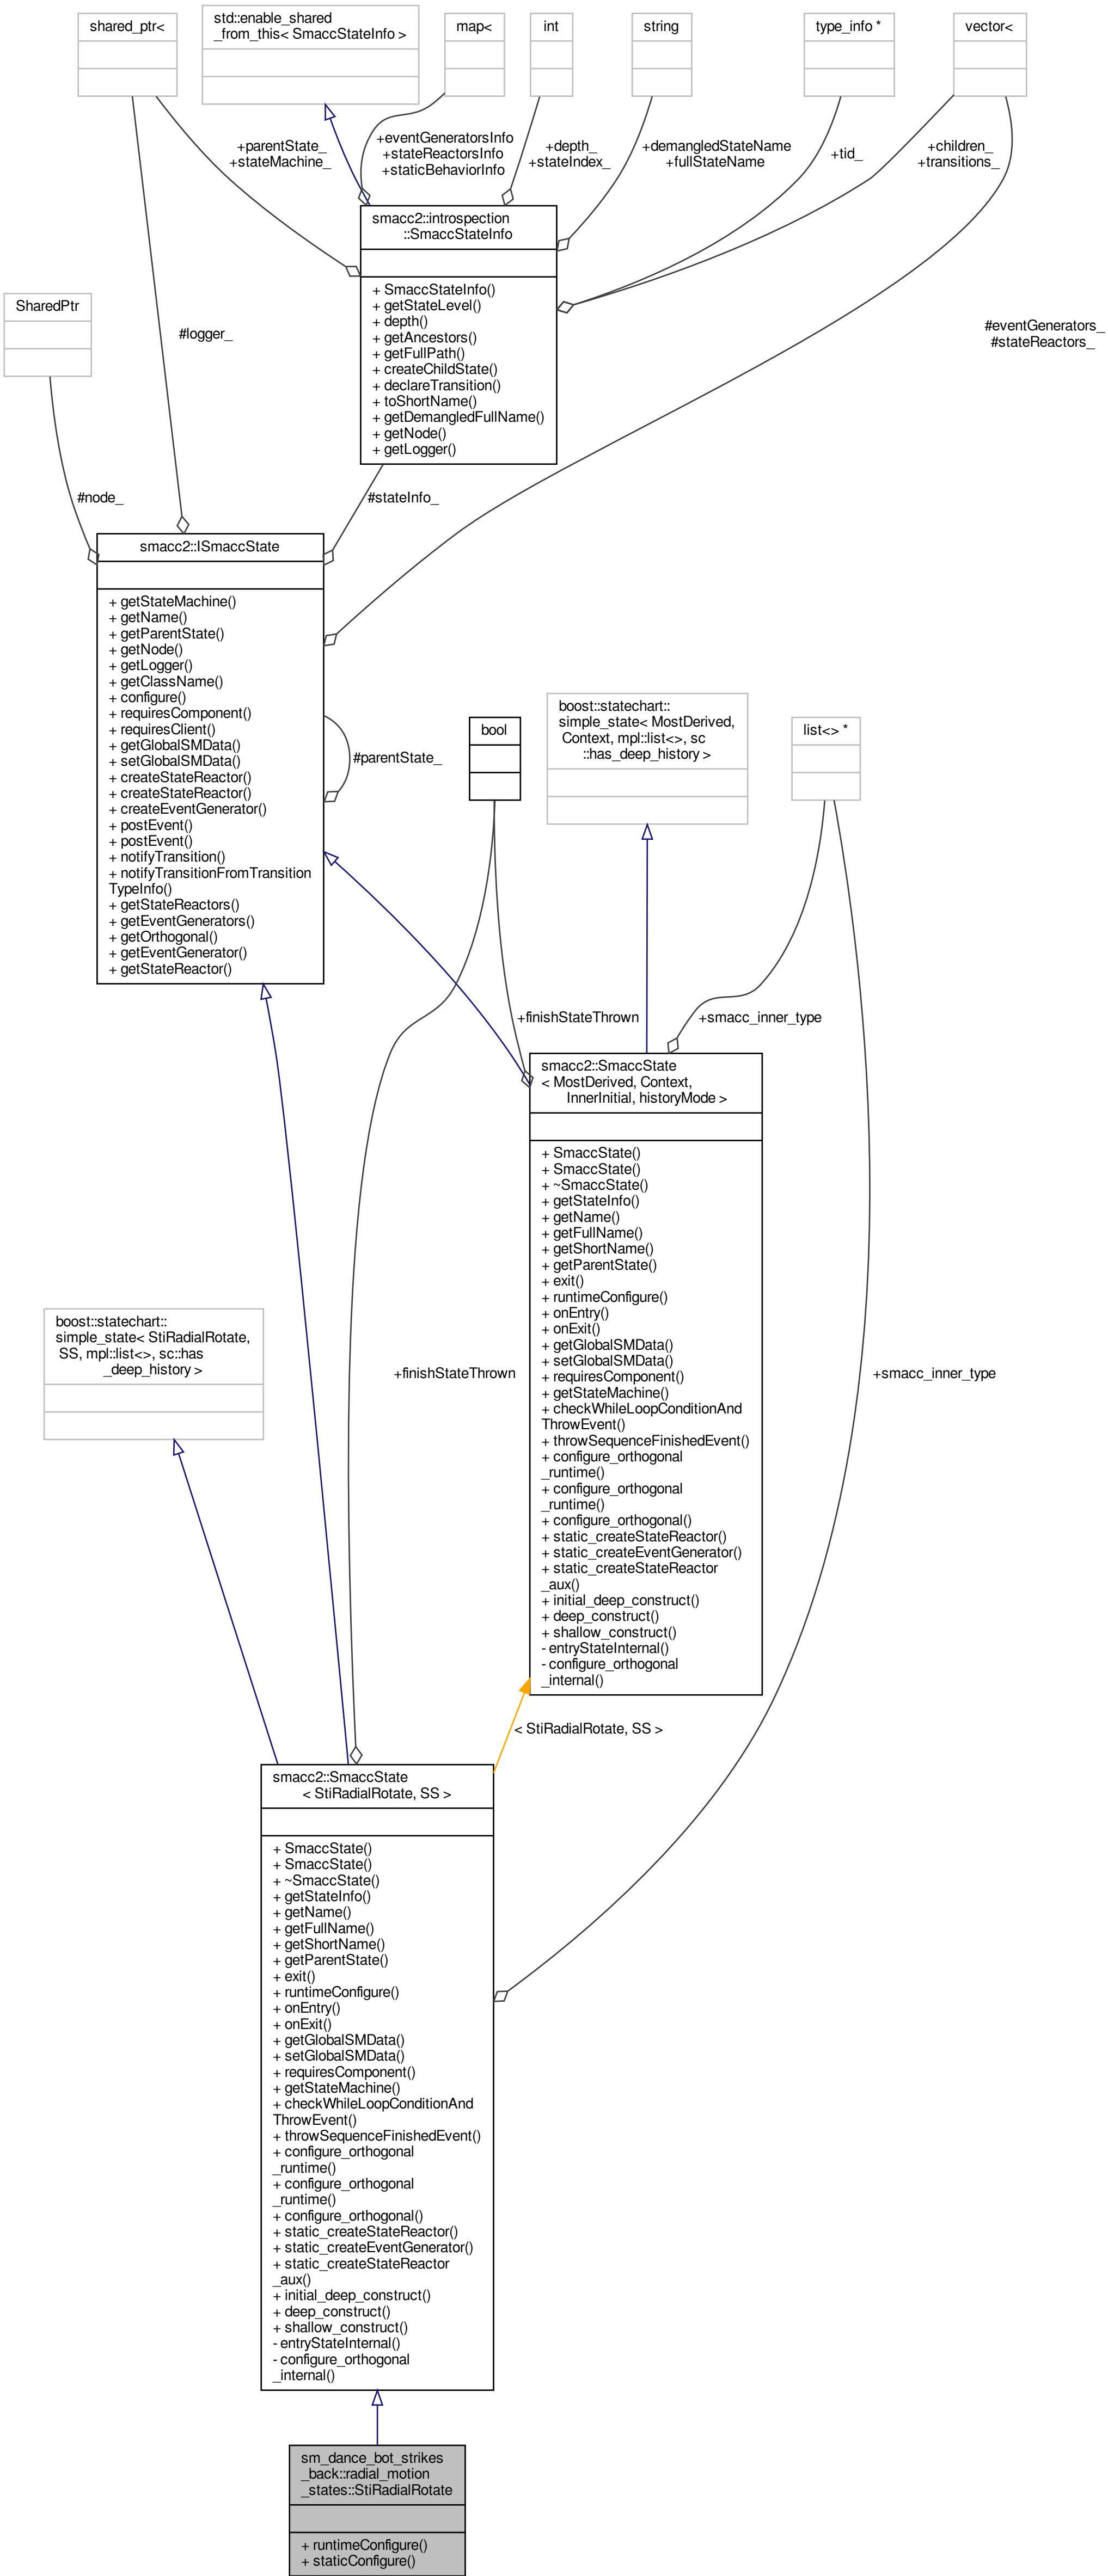 shared_ptr<
std::enable_shared
_from_this< SmaccStateInfo >
map<
int
string
type_info *
vector<
+parentState_
+stateMachine_
+eventGeneratorsInfo
+stateReactorsInfo
+staticBehaviorInfo
+depth_
+stateIndex_
+demangledStateName
+fullStateName
+tid_
+children_
+transitions_
smacc2::introspection
::SmaccStateInfo
+ SmaccStateInfo()
+ getStateLevel()
+ depth()
+ getAncestors()
+ getFullPath()
+ createChildState()
+ declareTransition()
+ toShortName()
+ getDemangledFullName()
+ getNode()
+ getLogger()
SharedPtr
#logger_
#eventGenerators_
#stateReactors_
#node_
#stateInfo_
smacc2::ISmaccState
+ getStateMachine()
+ getName()
+ getParentState()
+ getNode()
+ getLogger()
+ getClassName()
+ configure()
+ requiresComponent()
+ requiresClient()
+ getGlobalSMData()
+ setGlobalSMData()
+ createStateReactor()
+ createStateReactor()
+ createEventGenerator()
+ postEvent()
+ postEvent()
+ notifyTransition()
+ notifyTransitionFromTransition
TypeInfo()
+ getStateReactors()
+ getEventGenerators()
+ getOrthogonal()
+ getEventGenerator()
+ getStateReactor()
#parentState_
bool
boost::statechart::
simple_state< MostDerived,
Context, mpl::list<>, sc
::has_deep_history >
list<> *
+finishStateThrown
+smacc_inner_type
smacc2::SmaccState
< MostDerived, Context,
InnerInitial, historyMode >
+ SmaccState()
+ SmaccState()
+ ~SmaccState()
+ getStateInfo()
+ getName()
+ getFullName()
+ getShortName()
+ getParentState()
+ exit()
+ runtimeConfigure()
+ onEntry()
+ onExit()
+ getGlobalSMData()
+ setGlobalSMData()
+ requiresComponent()
+ getStateMachine()
+ checkWhileLoopConditionAnd
ThrowEvent()
+ throwSequenceFinishedEvent()
+ configure_orthogonal
_runtime()
+ configure_orthogonal
_runtime()
+ configure_orthogonal()
+ static_createStateReactor()
+ static_createEventGenerator()
+ static_createStateReactor
_aux()
+ initial_deep_construct()
+ deep_construct()
+ shallow_construct()
- entryStateInternal()
- configure_orthogonal
_internal()
boost::statechart::
simple_state< StiRadialRotate,
SS, mpl::list<>, sc::has
_deep_history >
+finishStateThrown
+smacc_inner_type
< StiRadialRotate, SS >
smacc2::SmaccState
< StiRadialRotate, SS >
+ SmaccState()
+ SmaccState()
+ ~SmaccState()
+ getStateInfo()
+ getName()
+ getFullName()
+ getShortName()
+ getParentState()
+ exit()
+ runtimeConfigure()
+ onEntry()
+ onExit()
+ getGlobalSMData()
+ setGlobalSMData()
+ requiresComponent()
+ getStateMachine()
+ checkWhileLoopConditionAnd
ThrowEvent()
+ throwSequenceFinishedEvent()
+ configure_orthogonal
_runtime()
+ configure_orthogonal
_runtime()
+ configure_orthogonal()
+ static_createStateReactor()
+ static_createEventGenerator()
+ static_createStateReactor
_aux()
+ initial_deep_construct()
+ deep_construct()
+ shallow_construct()
- entryStateInternal()
- configure_orthogonal
_internal()
sm_dance_bot_strikes
_back::radial_motion
_states::StiRadialRotate
+ runtimeConfigure()
+ staticConfigure()